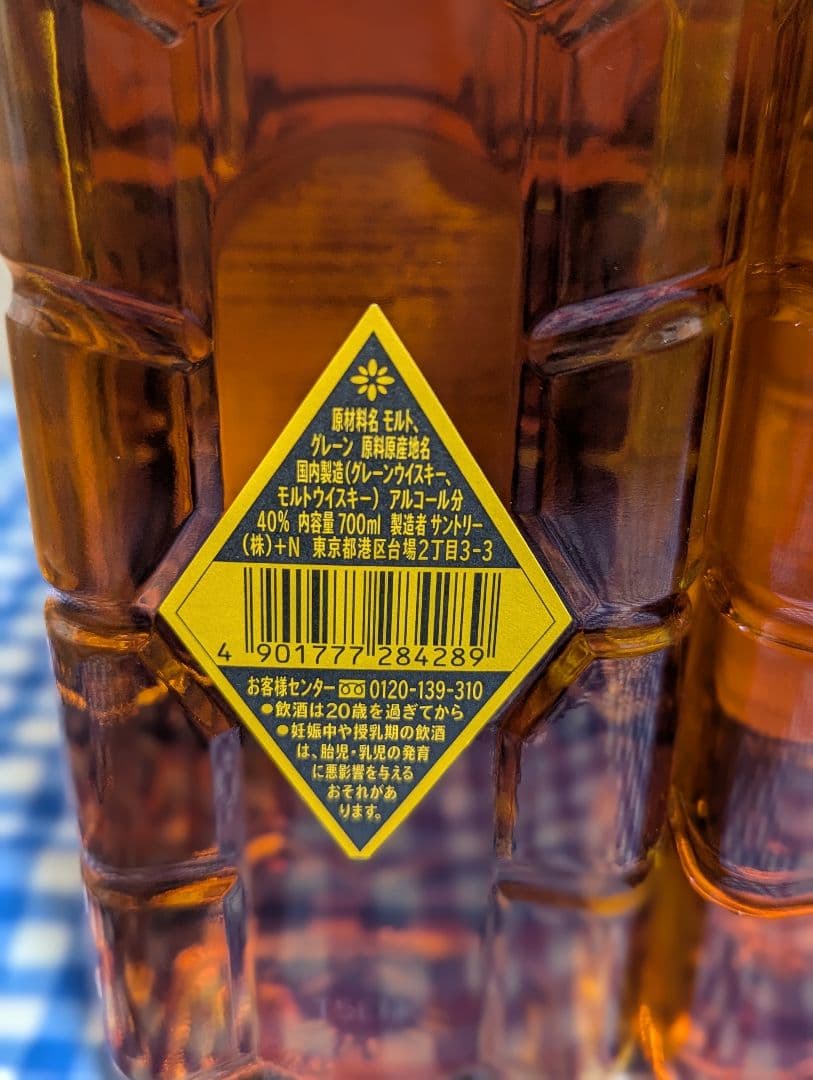 原材料名 モルト、
グレーン 原料原産地名
国内製造(グレーンウイスキー、
モルトウイスキー) アルコール分
40% 内容量 700ml 製造者 サントリー
(株)+N 東京都港区台場2丁目3-3
4 901777 284289
お客様センター 0120-139-310
●飲酒は20歳を過ぎてから
●妊娠中や授乳期の飲酒
は、胎児・乳児の発育
に悪影響を与える
おそれがあ
ります。